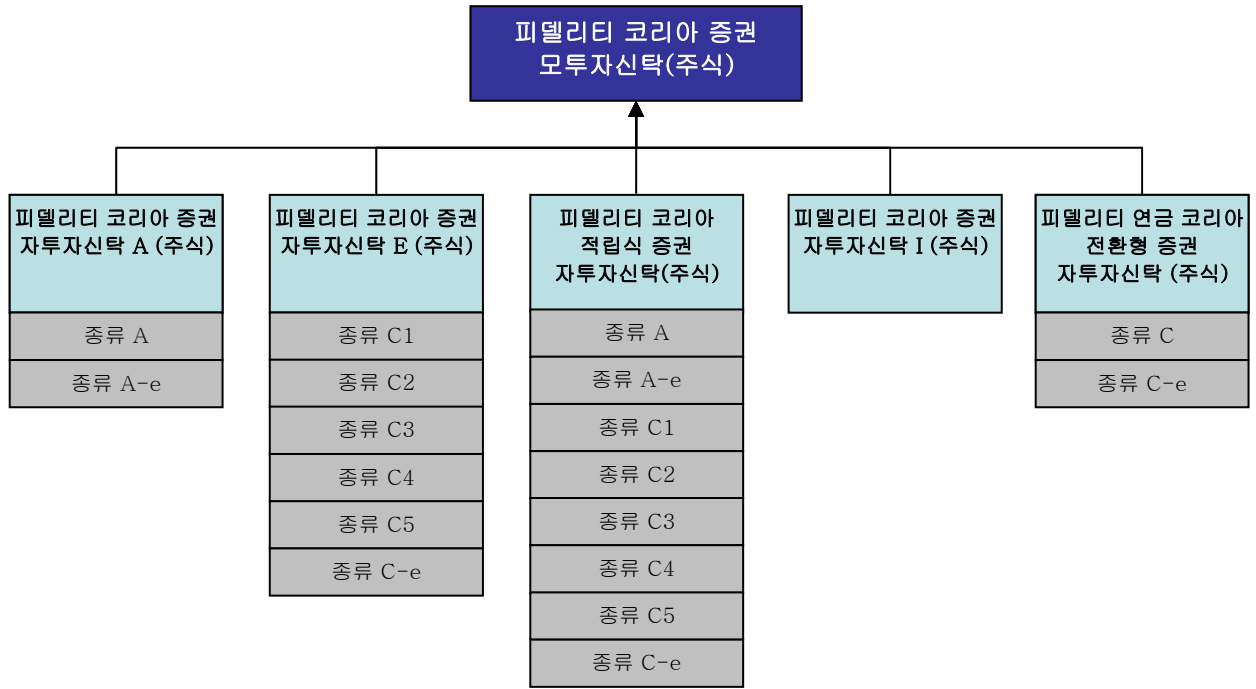 피델리티 코리아 증권
모투자신탁(주식)
피델리티 코리아 증권
자투자신탁 A (주식)
종류 A
종류 A-e
피델리티 코리아 증권
자투자신탁 E (주식)
종류 C1
종류 C2
종류 C3
종류 C4
종류 C5
종류 C-e
피델리티 코리아
적립식 증권
자투자신탁(주식)
종류 A
종류 A-e
종류 C1
종류 C2
종류 C3
종류 C4
종류 C5
종류 C-e
피델리티 코리아 증권
자투자신탁 I (주식)
피델리티 연금 코리아
전환형 증권
자투자신탁 (주식)
종류 C
종류 C-e